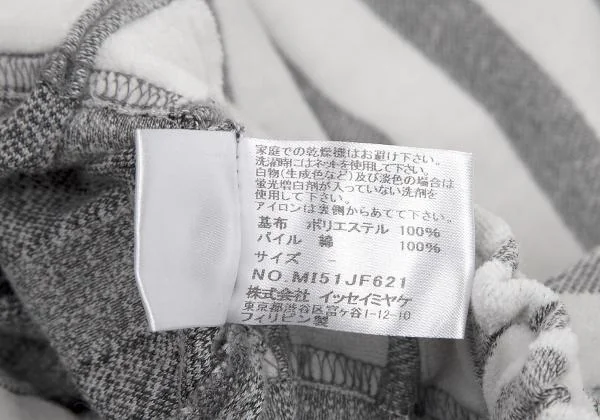 家庭での乾燥機はお避け下さい。
洗濯時にはネットを使用して下さい。
白物(生成色など)及び淡色の場合は
蛍光増白剤が入っていない洗剤を
使用して下さい。
アイロンは裏側からあてて下さい。
基布 ポリエステル 100%
パイル 綿 100%
サイズ -
NO.MI51JF621
株式会社 イッセイミヤケ
東京都渋谷区富ヶ谷1-12-10
フィリピン製